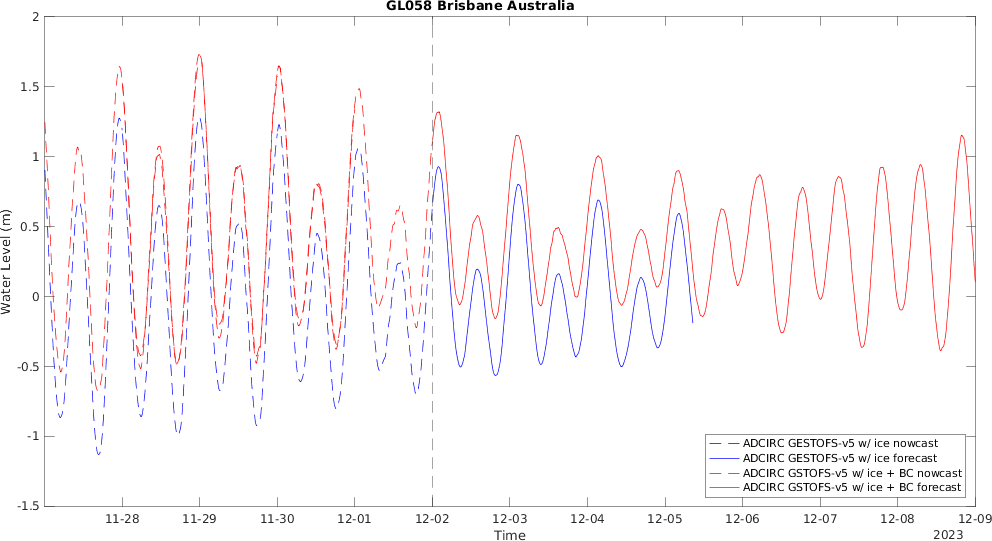 GL058 Brisbane Australia
2
1.5
1
0.5
0
-0.5
-1
-1.5
Water Level (m)
11-28 11-29 11-30 12-01 12-02 12-03 12-04 12-05 12-06 12-07 12-08 12-09
Time
2023
ADCIRC GESTOFS-v5 w/ ice nowcast
ADCIRC GESTOFS-v5 w/ ice forecast
ADCIRC GSTOFS-v5 w/ ice + BC nowcast
ADCIRC GSTOFS-v5 w/ ice + BC forecast